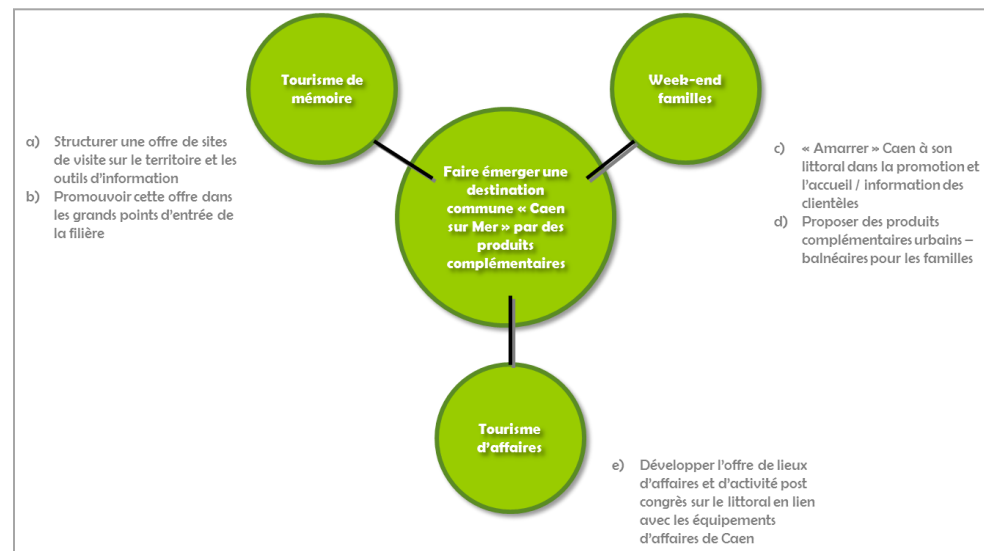 Tourisme de
mémoire
Week-end
familles
a) Structurer une offre de sites
de visite sur le territoire et les
outils d'information
b) Promouvoir cette offre dans
les grands points d'entrée de
la filière
Faire émerger une
destination
commune « Caen
sur Mer » par des
produits
complémentaires
c) « Amarrer » Caen à son
littoral dans la promotion et
l'accueil / information des
clientèles
d) Proposer des produits
complémentaires urbains –
balnéaires pour les familles
Tourisme
d'affaires
e) Développer l'offre de lieux
d'affaires et d'activité post
congrès sur le littoral en lien
avec les équipements
d'affaires de Caen